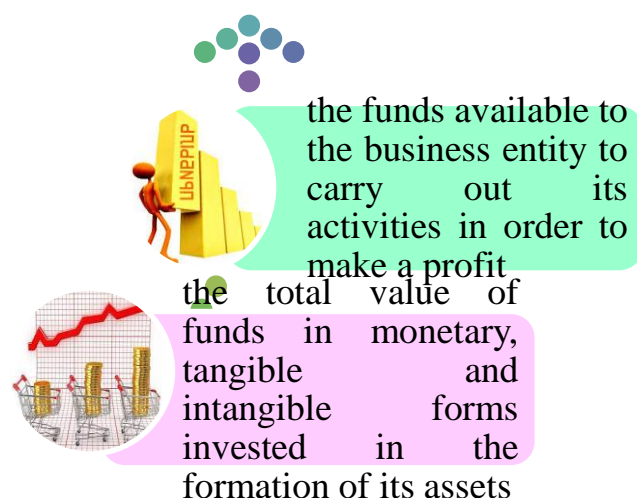 the funds available to
the business entity to
carry out its
activities in order to
make a profit
the total value of
funds in monetary,
tangible and
intangible forms
invested in the
formation of its assets